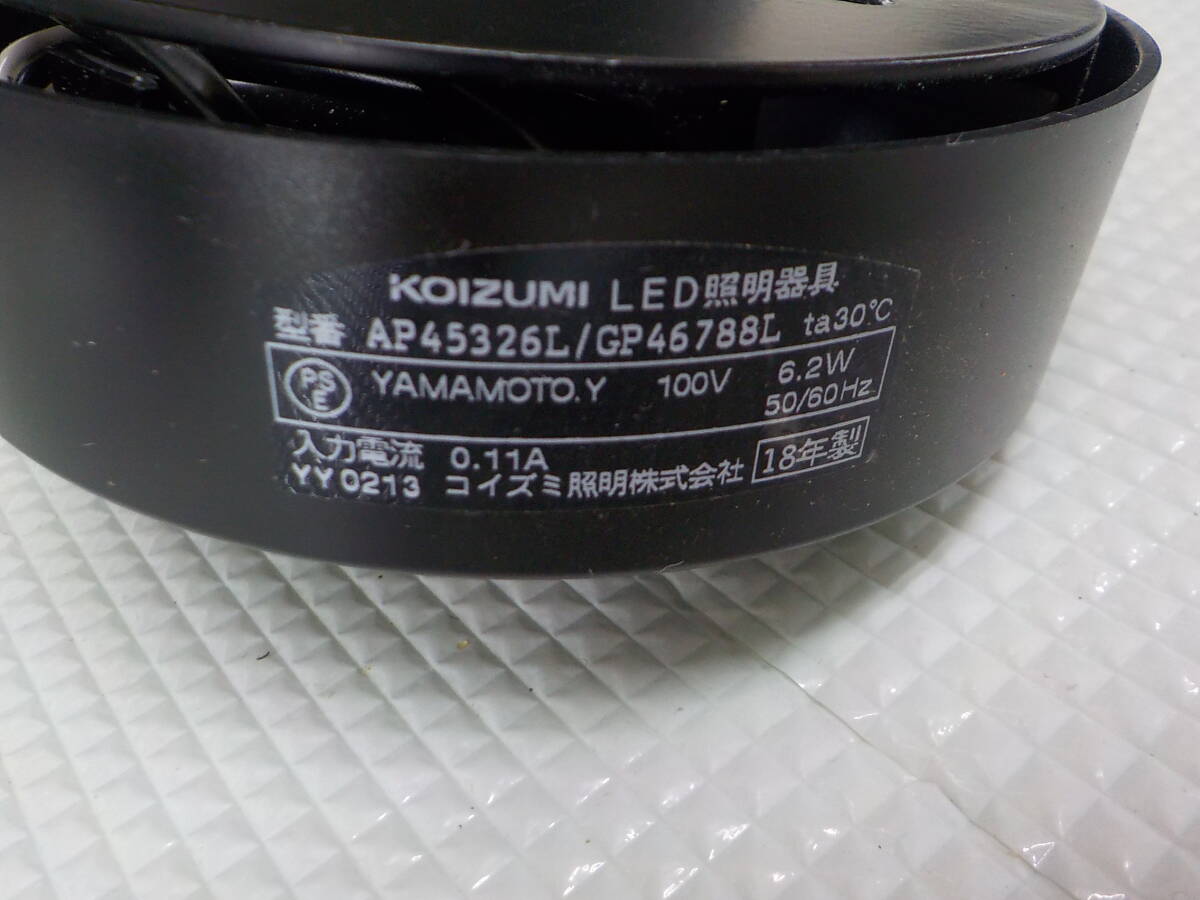 KOIZUMI LED照明器具
型番 AP45326L/GP46788L ta30℃
PSE YAMAMOTO.Y 100V 6.2W
50/60Hz
入力電流 0.11A
YY0213 コイズミ照明株式会社 18年製